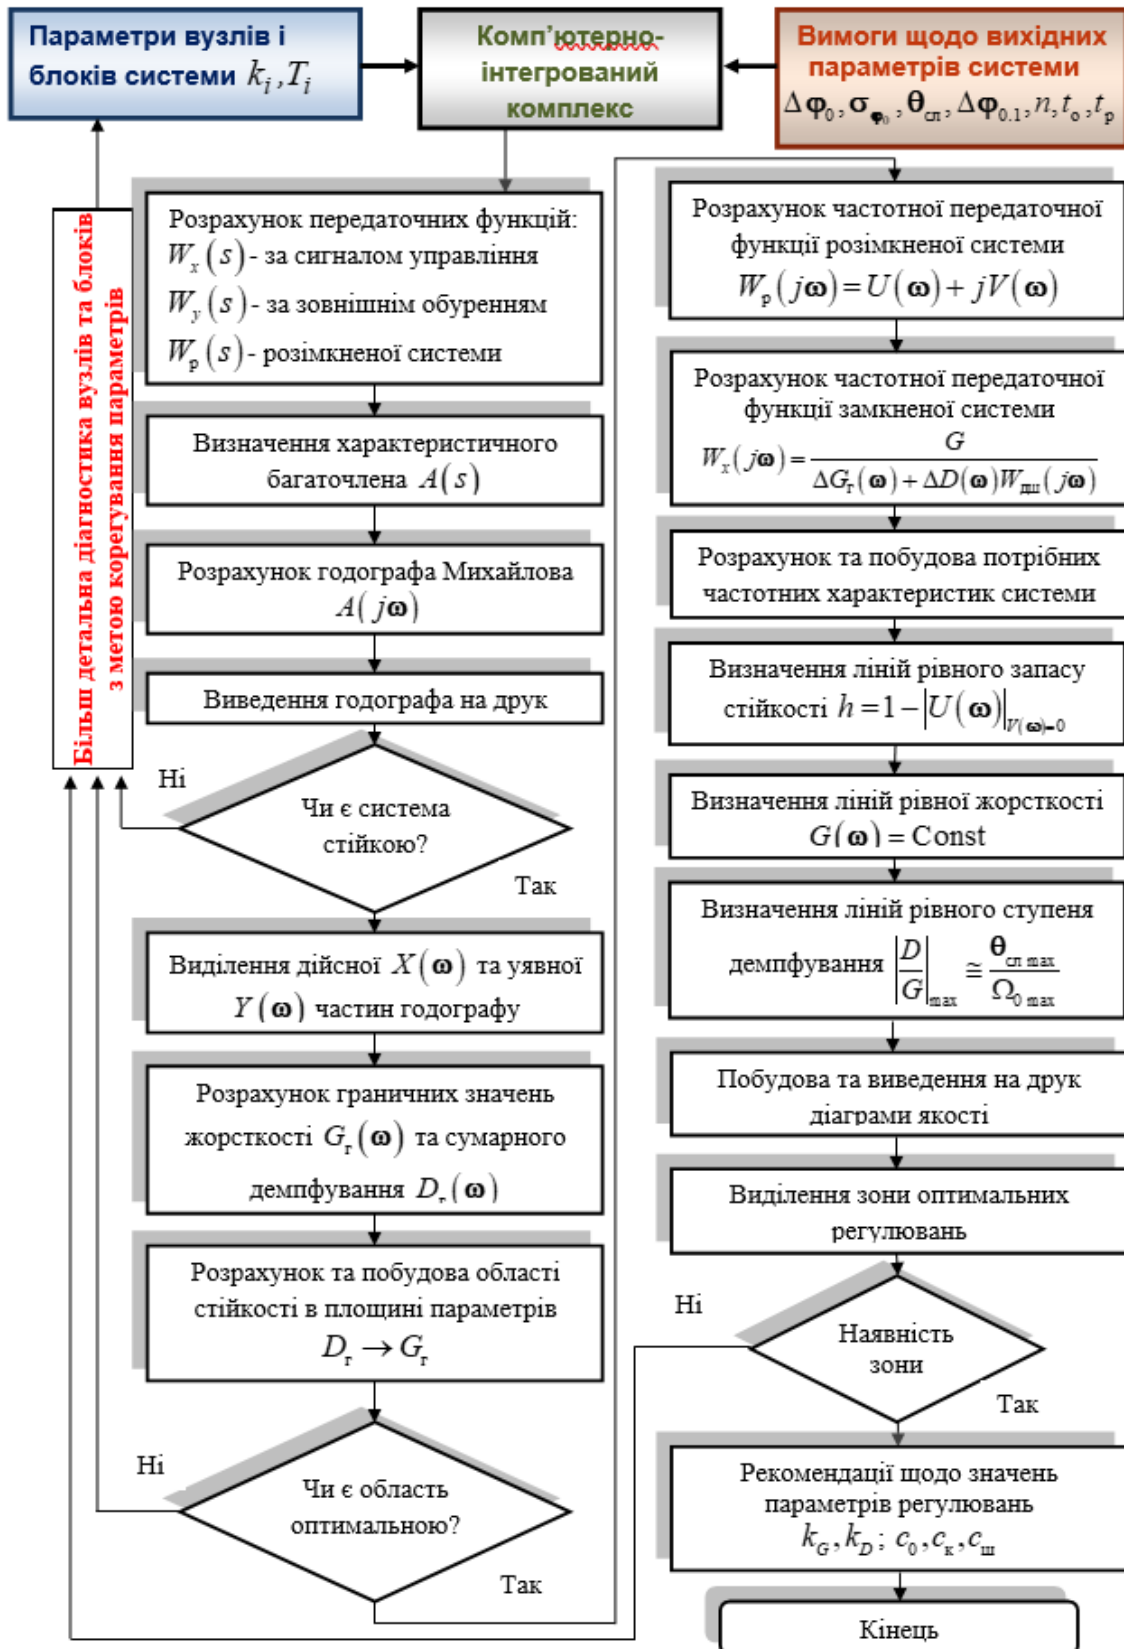 Параметри вузлів і
блоків системи k_i, T_i
Комп’ютерно-
інтегрований
комплекс
Вимоги щодо вихідних
параметрів системи
Δφ₀, σ_φ₀, θ_сл, Δφ₀.₁, n, t_о, t_р
Більш детальна діагностика вузлів та блоків
з метою корегування параметрів
Розрахунок передаточних функцій:
W_x(s) - за сигналом управління
W_y(s) - за зовнішнім обуренням
W_р(s) - розімкненої системи
Визначення характеристичного
багаточлена A(s)
Розрахунок годографа Михайлова
A(jω)
Виведення годографа на друк
Ні
Чи є система
стійкою?
Так
Виділення дійсної X(ω) та уявної
Y(ω) частин годографу
Розрахунок граничних значень
жорсткості G_г(ω) та сумарного
демпфування D_г(ω)
Розрахунок та побудова області
стійкості в площині параметрів
D_г → G_г
Ні
Чи є область
оптимальною?
Так
Розрахунок частотної передаточної
функції розімкненої системи
W_р(jω) = U(ω) + jV(ω)
Розрахунок частотної передаточної
функції замкненої системи
W_x(jω) = G / (ΔG_г(ω) + ΔD(ω)W_дш(jω))
Розрахунок та побудова потрібних
частотних характеристик системи
Визначення ліній рівного запасу
стійкості h = 1 − |U(ω)|_V(ω)=0
Визначення ліній рівної жорсткості
G(ω) = Const
Визначення ліній рівного ступеня
демпфування |D/G|_max ≅ θ_сл max / Ω_0 max
Побудова та виведення на друк
діаграми якості
Виділення зони оптимальних
регулювань
Ні
Наявність
зони
Так
Рекомендації щодо значень
параметрів регулювань
k_G, k_D; c₀, c_к, c_ш
Кінець